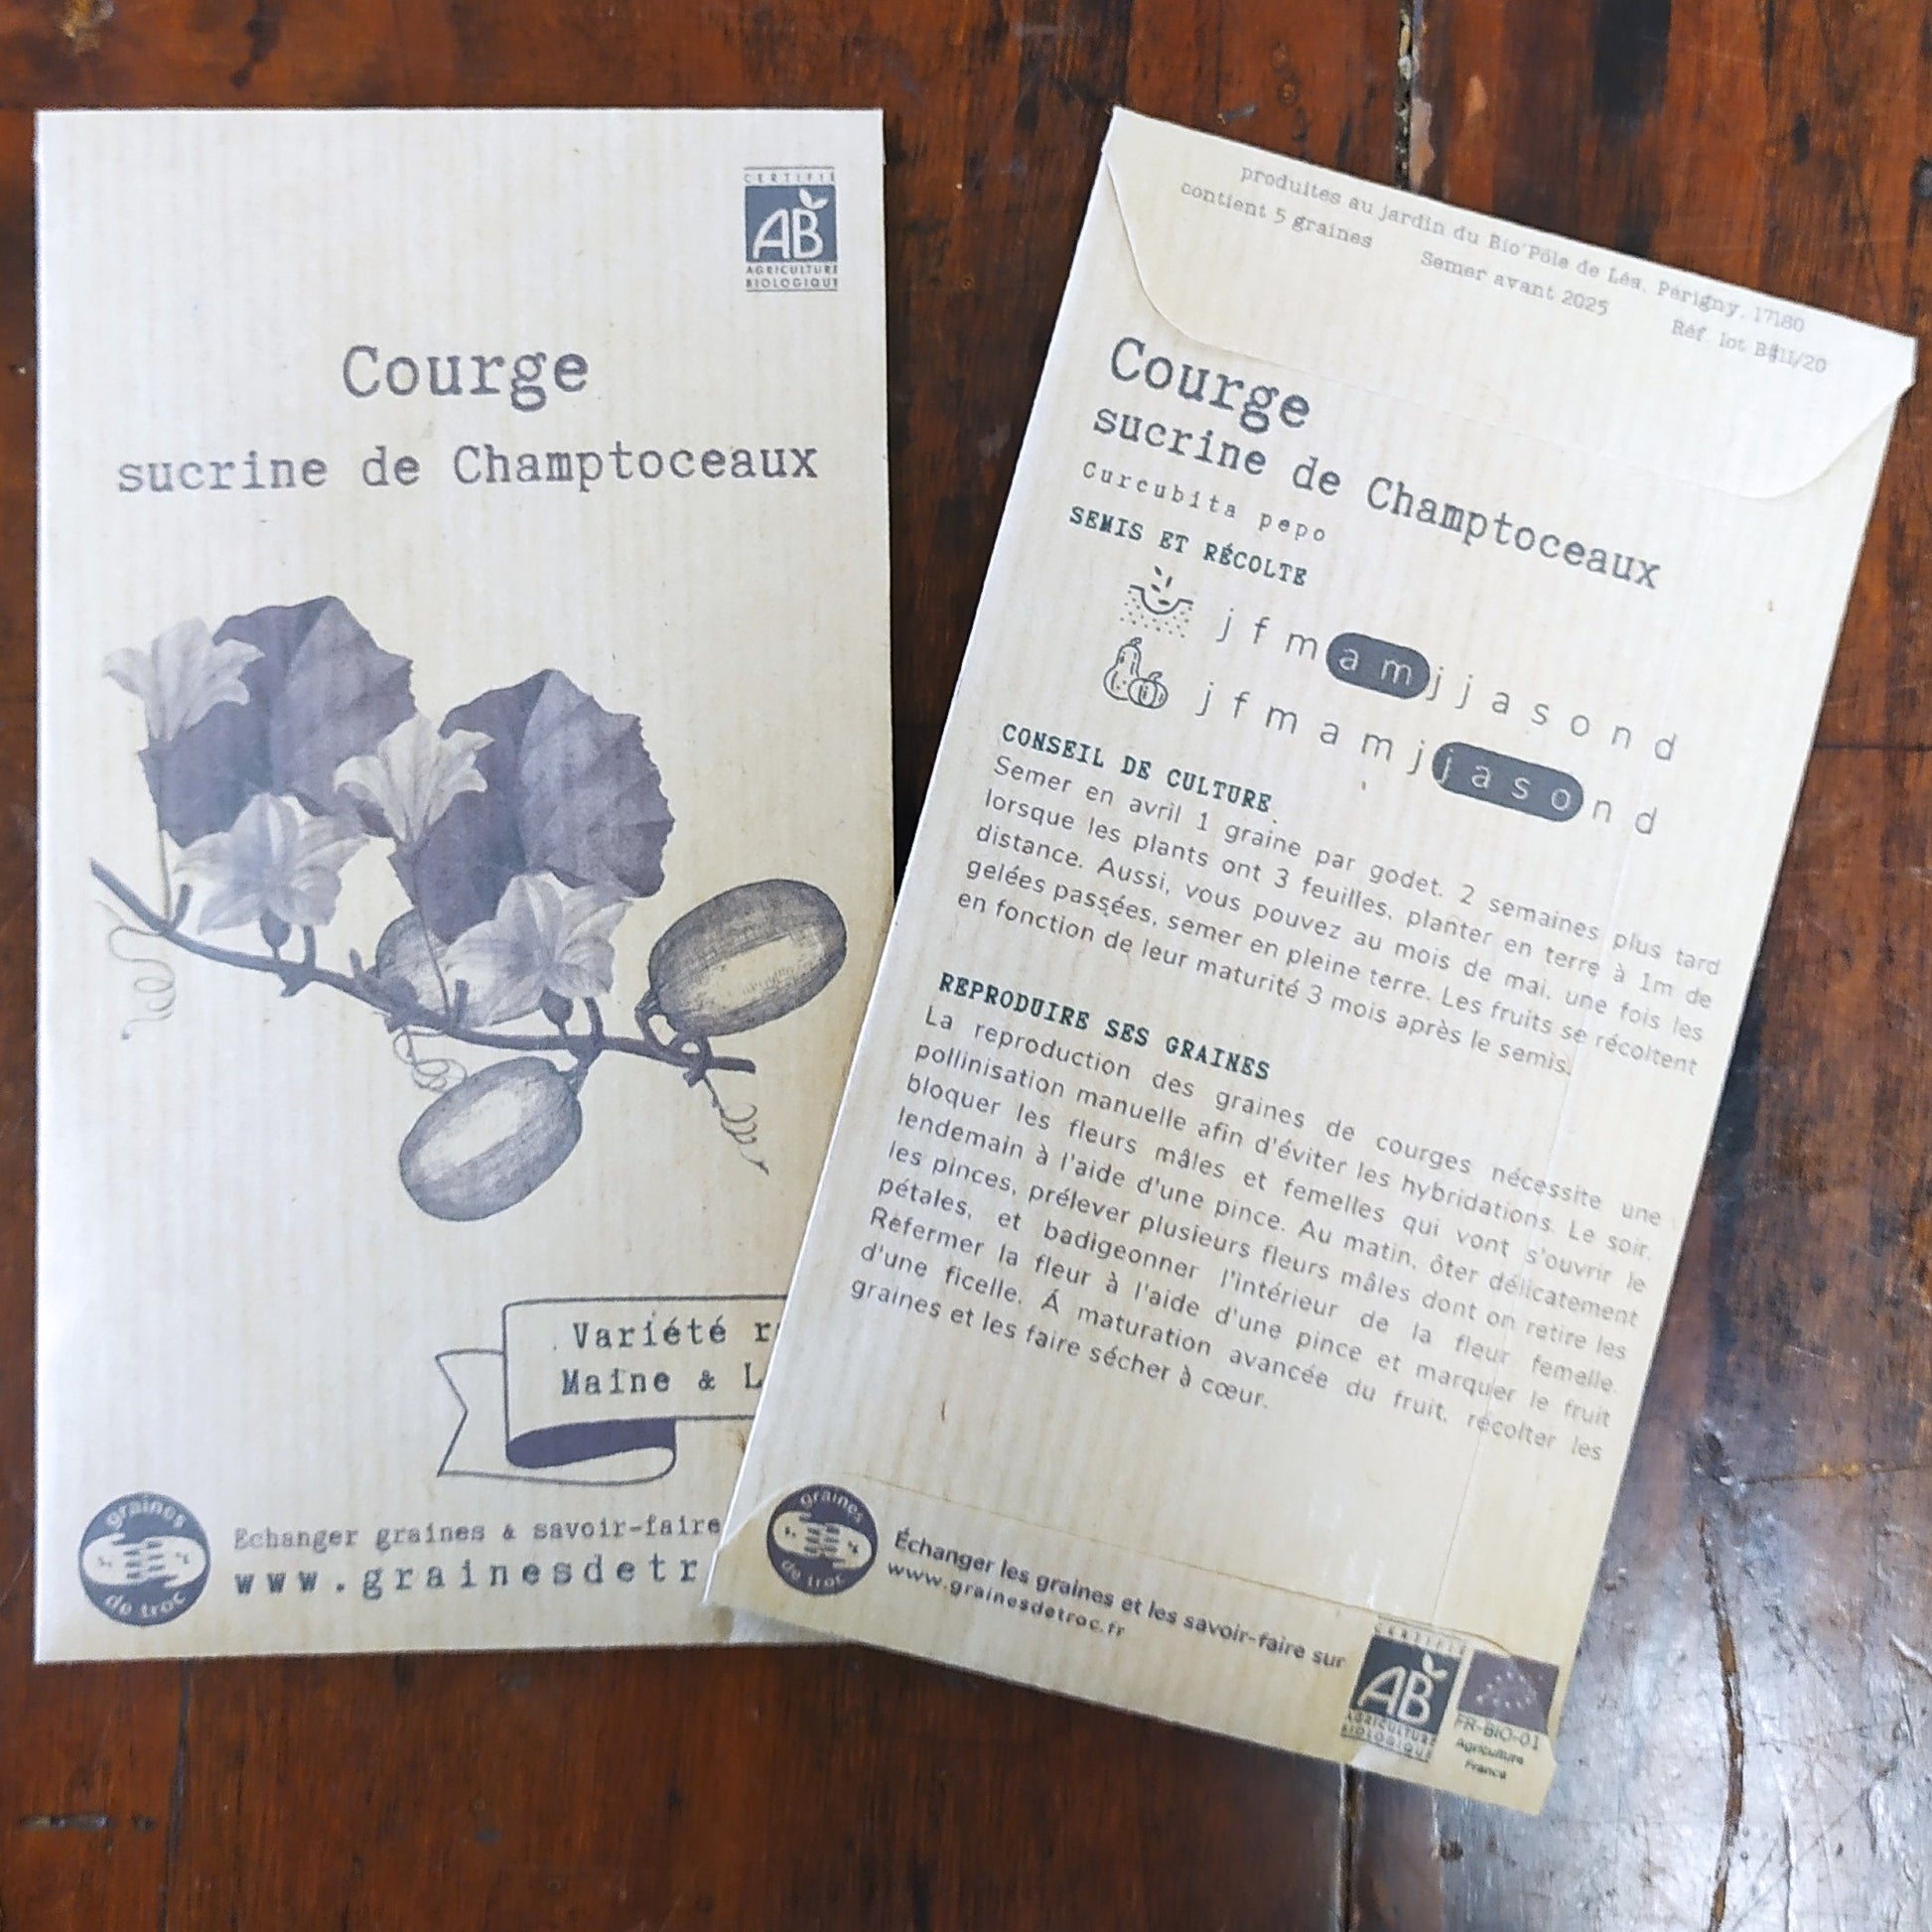 CERTIFIÉ
AB
AGRICULTURE
BIOLOGIQUE
Courge
sucrine de Champtoceaux
Variété
Maine & L
graines
de troc
Echanger graines & savoir-faire
www.grainesdetr
produites au jardin du Bio'Pôle de Léa, Périgny, 17180
contient 5 graines Semer avant 2025 Réf. lot
Courge
sucrine de Champtoceaux
Curcubita pepo
SEMIS ET RÉCOLTE
j f m a m j j a s o n d
j f m a m j j a s o n d
CONSEIL DE CULTURE
Semer en avril 1 graine par godet. 2 semaines plus tard
lorsque les plants ont 3 feuilles, planter en terre à 1m de
distance. Aussi, vous pouvez au mois de mai, une fois les
gelées passées, semer en pleine terre. Les fruits se récoltent
en fonction de leur maturité 3 mois après le semis.
REPRODUIRE SES GRAINES
La reproduction des graines de courges nécessite une
pollinisation manuelle afin d'éviter les hybridations. Le soir,
bloquer les fleurs mâles et femelles qui vont s'ouvrir le
lendemain à l'aide d'une pince. Au matin, ôter délicatement
les pinces, prélever plusieurs fleurs mâles dont on retire les
pétales, et badigeonner l'intérieur de la fleur femelle.
Refermer la fleur à l'aide d'une pince et marquer le fruit
d'une ficelle. Á maturation avancée du fruit, récolter les
graines et les faire sécher à cœur.
graines
de troc
Échanger les graines et les savoir-faire sur
www.grainesdetroc.fr
CERTIFIÉ
AB
AGRICULTURE
BIOLOGIQUE
FR-BIO-01
Agriculture
France